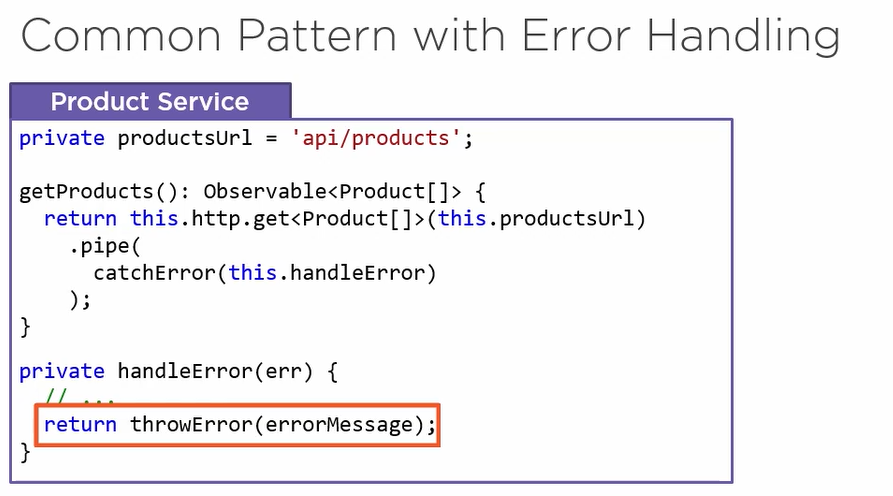 Common Pattern with Error Handling
Product Service
private productsUrl = 'api/products';
getProducts(): Observable<Product[]> {
  return this.http.get<Product[]>(this.productsUrl)
    .pipe(
      catchError(this.handleError)
    );
}
private handleError(err) {
  // ...
  return throwError(errorMessage);
}